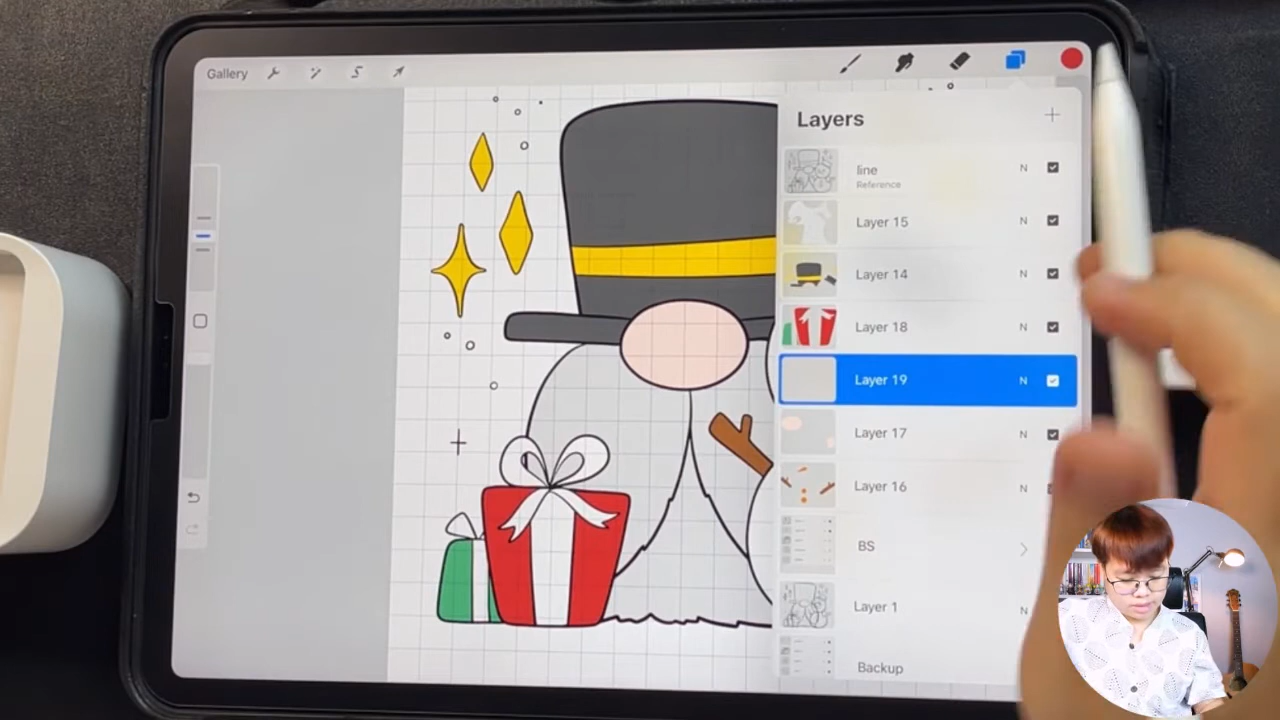 Gallery
Layers
line
N
Reference
Layer 15
N
Layer 14
N
Layer 18
N
Layer 19
N
Layer 17
N
Layer 16
N
BS
Layer 1
N
Backup